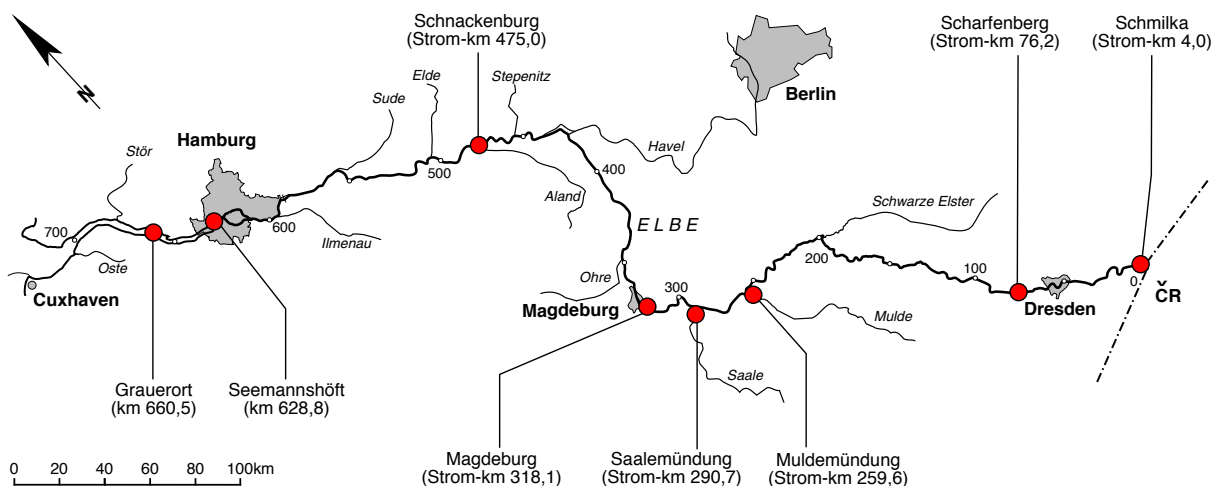 Schnackenburg
(Strom-km 475,0)
Scharfenberg
(Strom-km 76,2)
Schmilka
(Strom-km 4,0)
N
Elde
Stepenitz
Sude
Berlin
Hamburg
Stör
Havel
500
400
Aland
Schwarze Elster
ELBE
600
700
Ilmenau
Oste
200
100
0
Ohre
300
ČR
Cuxhaven
Magdeburg
Dresden
Mulde
Saale
Grauerort
(km 660,5)
Seemannshöft
(km 628,8)
Magdeburg
(Strom-km 318,1)
Saalemündung
(Strom-km 290,7)
Muldemündung
(Strom-km 259,6)
0 20 40 60 80 100km